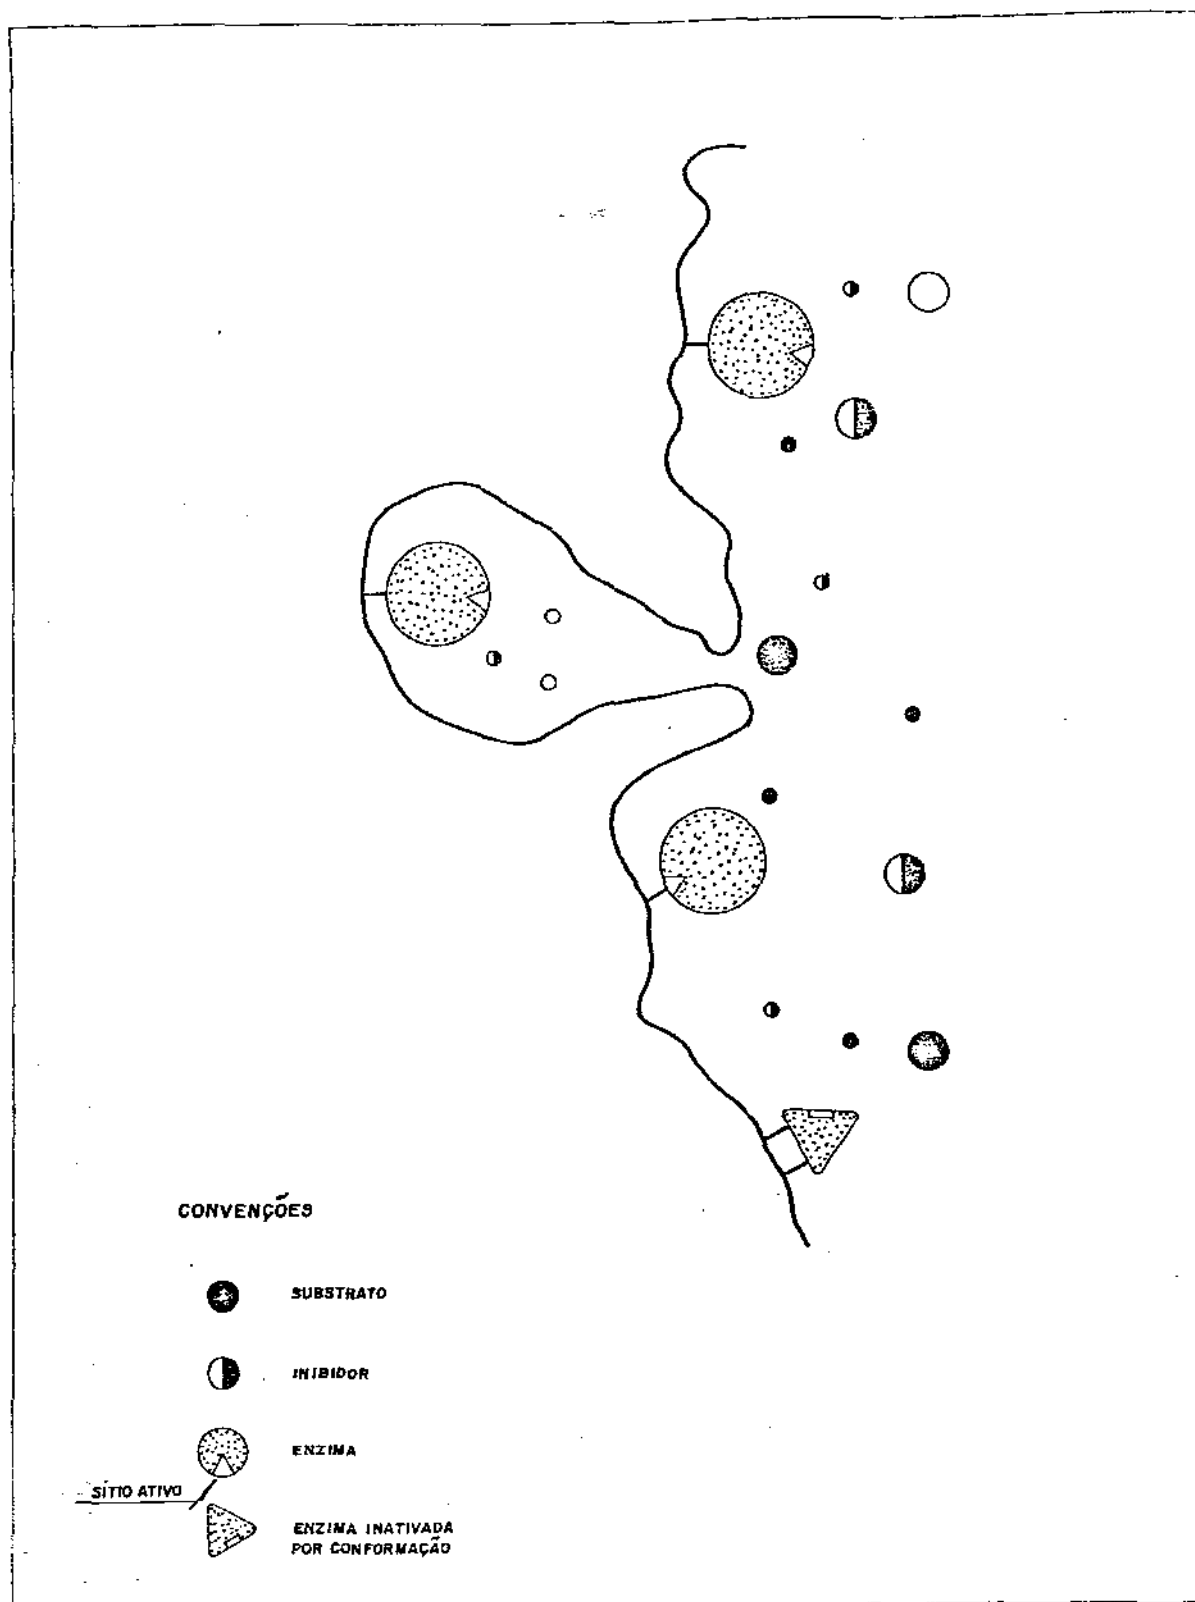 CONVENÇÕES
SUBSTRATO
INIBIDOR
ENZIMA
SÍTIO ATIVO
ENZIMA INATIVADA
POR CONFORMAÇÃO